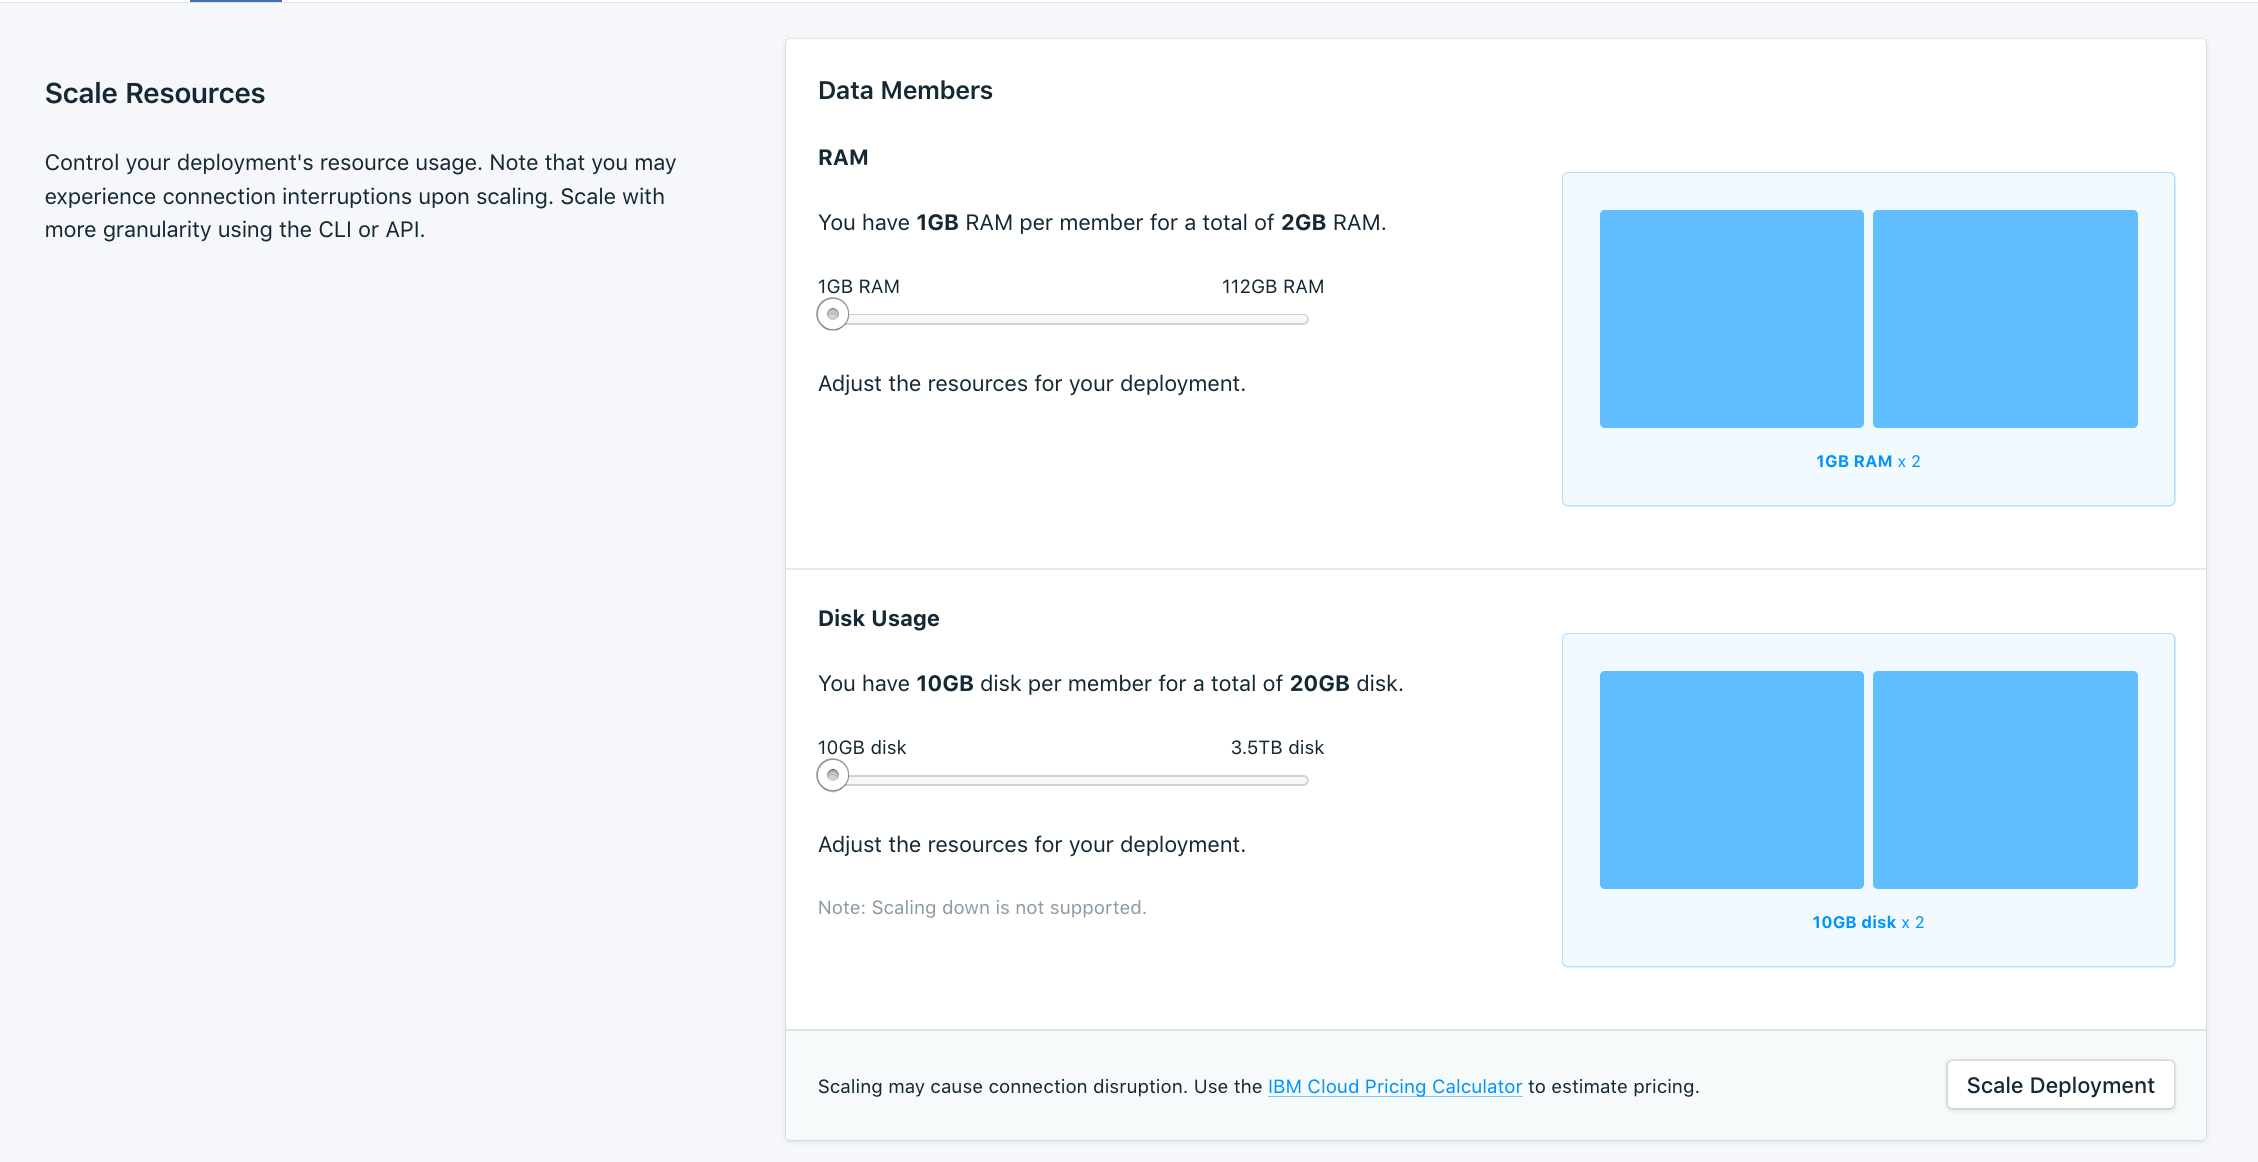 Scale Resources
Control your deployment's resource usage. Note that you may
experience connection interruptions upon scaling. Scale with
more granularity using the CLI or API.
Data Members
RAM
You have 1GB RAM per member for a total of 2GB RAM.
1GB RAM 112GB RAM
Adjust the resources for your deployment.
1GB RAM x 2
Disk Usage
You have 10GB disk per member for a total of 20GB disk.
10GB disk 3.5TB disk
Adjust the resources for your deployment.
Note: Scaling down is not supported.
10GB disk x 2
Scaling may cause connection disruption. Use the IBM Cloud Pricing Calculator to estimate pricing.
Scale Deployment